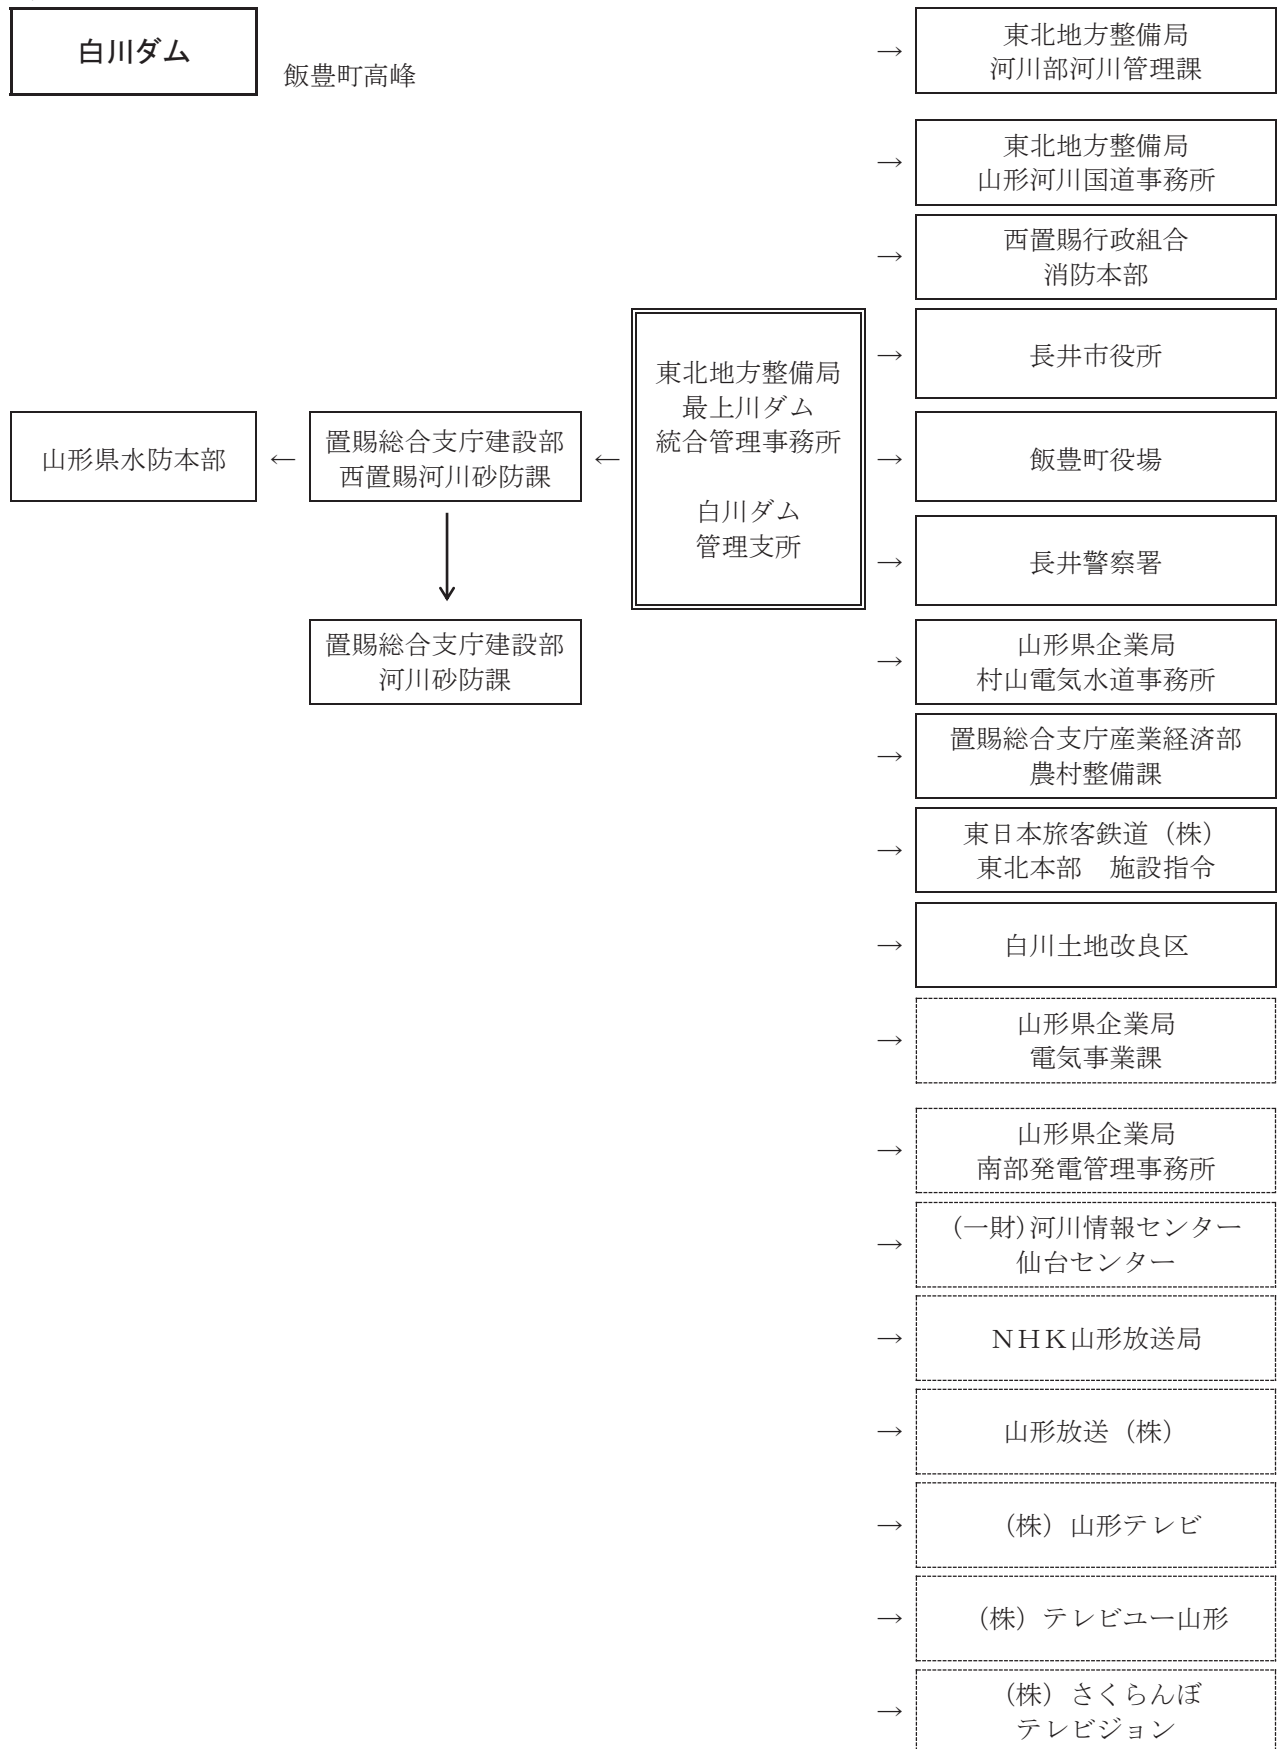 白川ダム
飯豊町高峰
山形県水防本部
←
置賜総合支庁建設部
西置賜河川砂防課
置賜総合支庁建設部
河川砂防課
←
東北地方整備局
最上川ダム
統合管理事務所
白川ダム
管理支所
→
東北地方整備局
河川部河川管理課
→
東北地方整備局
山形河川国道事務所
→
西置賜行政組合
消防本部
→
長井市役所
→
飯豊町役場
→
長井警察署
→
山形県企業局
村山電気水道事務所
→
置賜総合支庁産業経済部
農村整備課
→
東日本旅客鉄道（株）
東北本部　施設指令
→
白川土地改良区
→
山形県企業局
電気事業課
→
山形県企業局
南部発電管理事務所
→
(一財)河川情報センター
仙台センター
→
ＮＨＫ山形放送局
→
山形放送（株）
→
（株）山形テレビ
→
（株）テレビユー山形
→
（株）さくらんぼ
テレビジョン